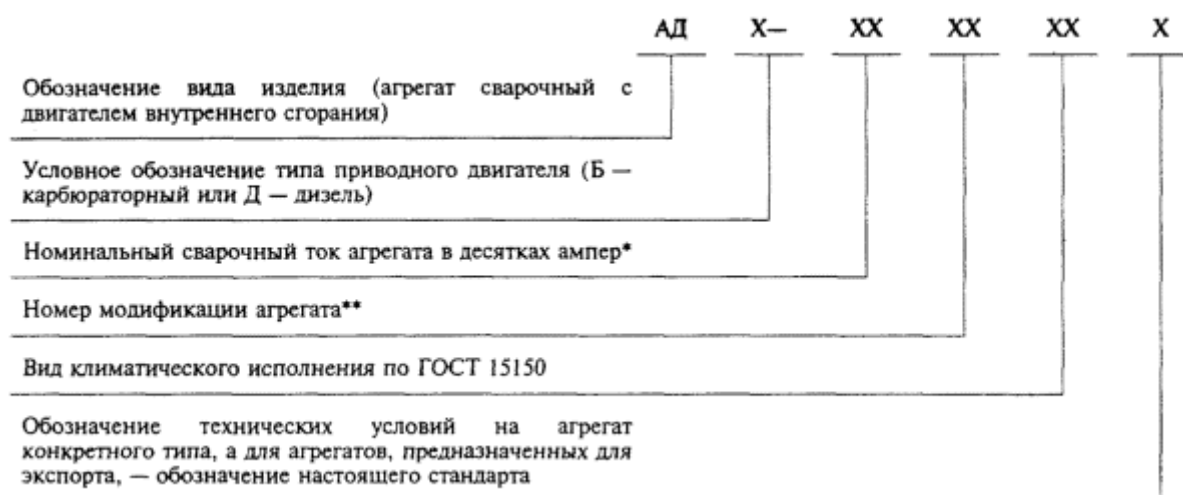 АД Х— ХХ ХХ ХХ Х
Обозначение вида изделия (агрегат сварочный с
двигателем внутреннего сгорания)
Условное обозначение типа приводного двигателя (Б —
карбюраторный или Д — дизель)
Номинальный сварочный ток агрегата в десятках ампер*
Номер модификации агрегата**
Вид климатического исполнения по ГОСТ 15150
Обозначение технических условий на агрегат
конкретного типа, а для агрегатов, предназначенных для
экспорта, — обозначение настоящего стандарта